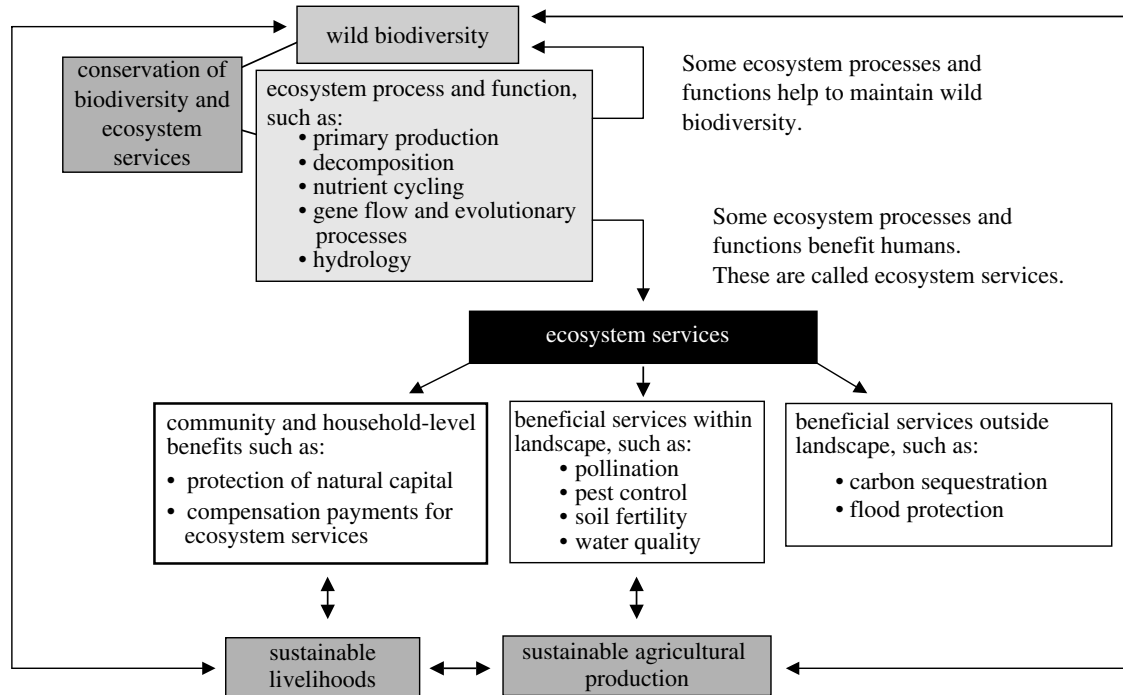 wild biodiversity
conservation of
biodiversity and
ecosystem
services
ecosystem process and function,
such as:
• primary production
• decomposition
• nutrient cycling
• gene flow and evolutionary
processes
• hydrology
Some ecosystem processes and
functions help to maintain wild
biodiversity.
Some ecosystem processes and
functions benefit humans.
These are called ecosystem services.
ecosystem services
community and household-level
benefits such as:
• protection of natural capital
• compensation payments for
ecosystem services
beneficial services within
landscape, such as:
• pollination
• pest control
• soil fertility
• water quality
beneficial services outside
landscape, such as:
• carbon sequestration
• flood protection
sustainable
livelihoods
sustainable agricultural
production